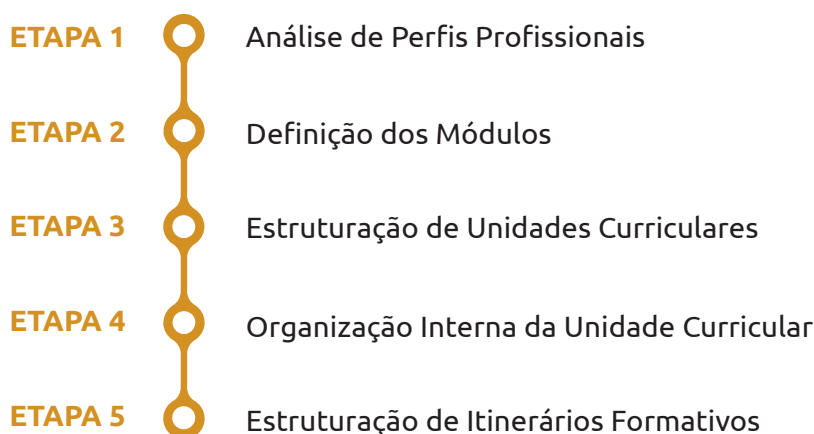 ETAPA 1 Análise de Perfis Profissionais
ETAPA 2 Definição dos Módulos
ETAPA 3 Estruturação de Unidades Curriculares
ETAPA 4 Organização Interna da Unidade Curricular
ETAPA 5 Estruturação de Itinerários Formativos